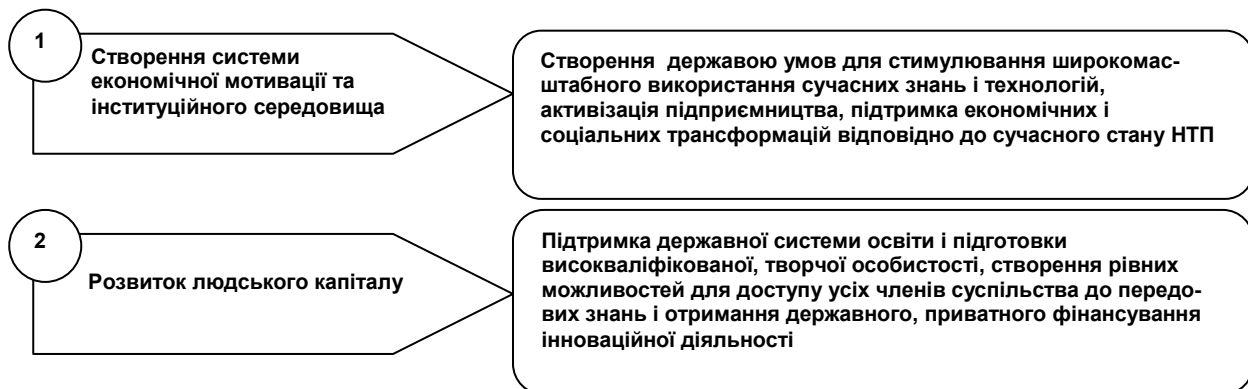 1
Створення системи
економічної мотивації та
інституційного середовища
Створення державою умов для стимулювання широкомас-
штабного використання сучасних знань і технологій,
активізація підприємництва, підтримка економічних і
соціальних трансформацій відповідно до сучасного стану НТП
2
Розвиток людського капіталу
Підтримка державної системи освіти і підготовки
висококваліфікованої, творчої особистості, створення рівних
можливостей для доступу усіх членів суспільства до передо-
вих знань і отримання державного, приватного фінансування
інноваційної діяльності